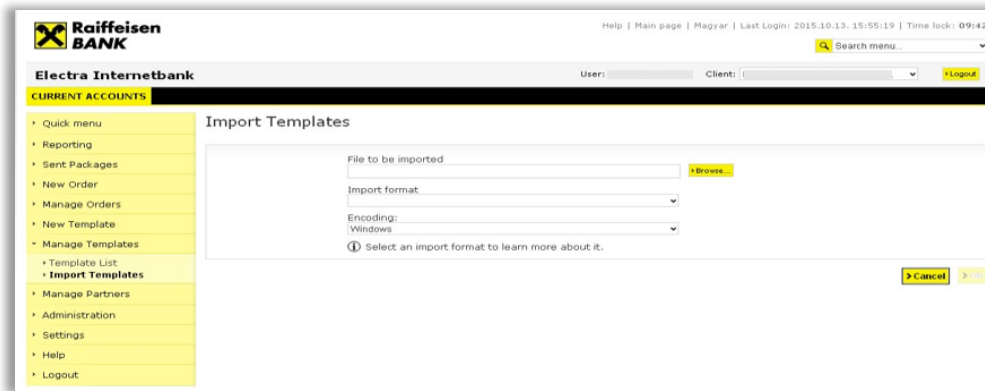 Raiffeisen
BANK
Help | Main page | Magyar | Last Login: 2015.10.13. 15:55:19 | Time lock: 09:42
Search menu...
Electra Internetbank
User:
Client:
Logout
CURRENT ACCOUNTS
Quick menu
Reporting
Sent Packages
New Order
Manage Orders
New Template
Manage Templates
Template List
Import Templates
Manage Partners
Administration
Settings
Help
Logout
Import Templates
File to be imported
Browse...
Import format
Encoding:
Windows
Select an import format to learn more about it.
Cancel